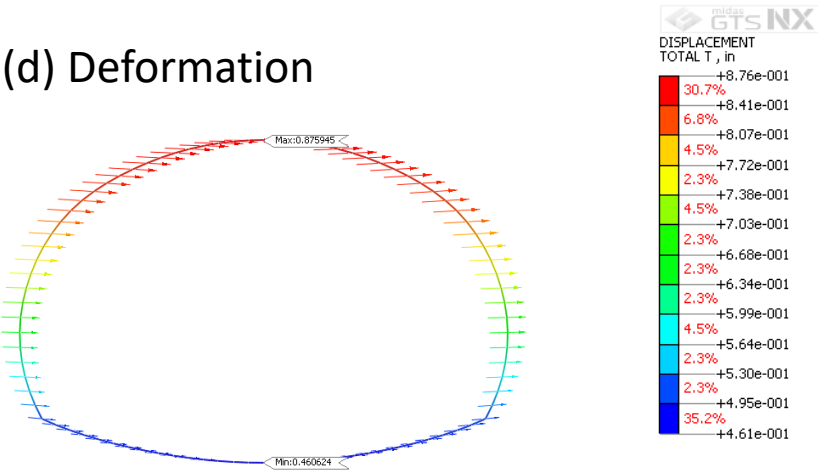 midas
GTS NX
(d) Deformation
DISPLACEMENT
TOTAL T , in
+8.76e-001
30.7%
+8.41e-001
6.8%
+8.07e-001
4.5%
+7.72e-001
2.3%
+7.38e-001
4.5%
+7.03e-001
2.3%
+6.68e-001
2.3%
+6.34e-001
2.3%
+5.99e-001
4.5%
+5.64e-001
2.3%
+5.30e-001
2.3%
+4.95e-001
35.2%
+4.61e-001
Max:0.875945
Min:0.460624